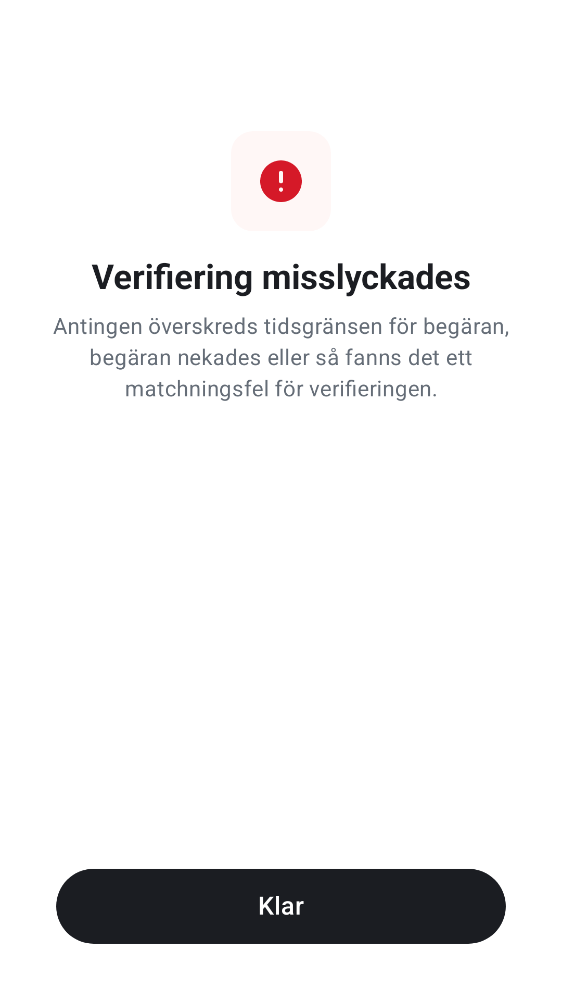 Verifiering misslyckades
Antingen överskreds tidsgränsen för begäran,
begäran nekades eller så fanns det ett
matchningsfel för verifieringen.
Klar